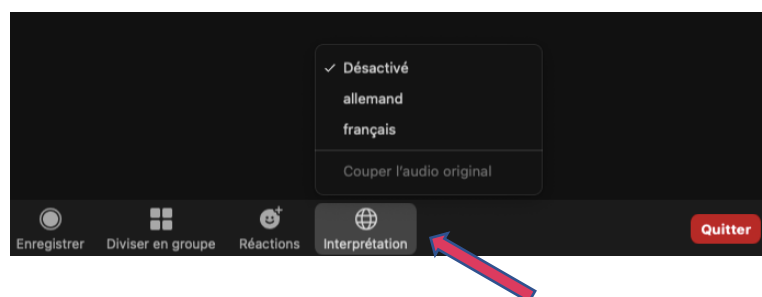 ✓ Désactivé
allemand
français
Couper l'audio original
Enregistrer Diviser en groupe Réactions Interprétation Quitter